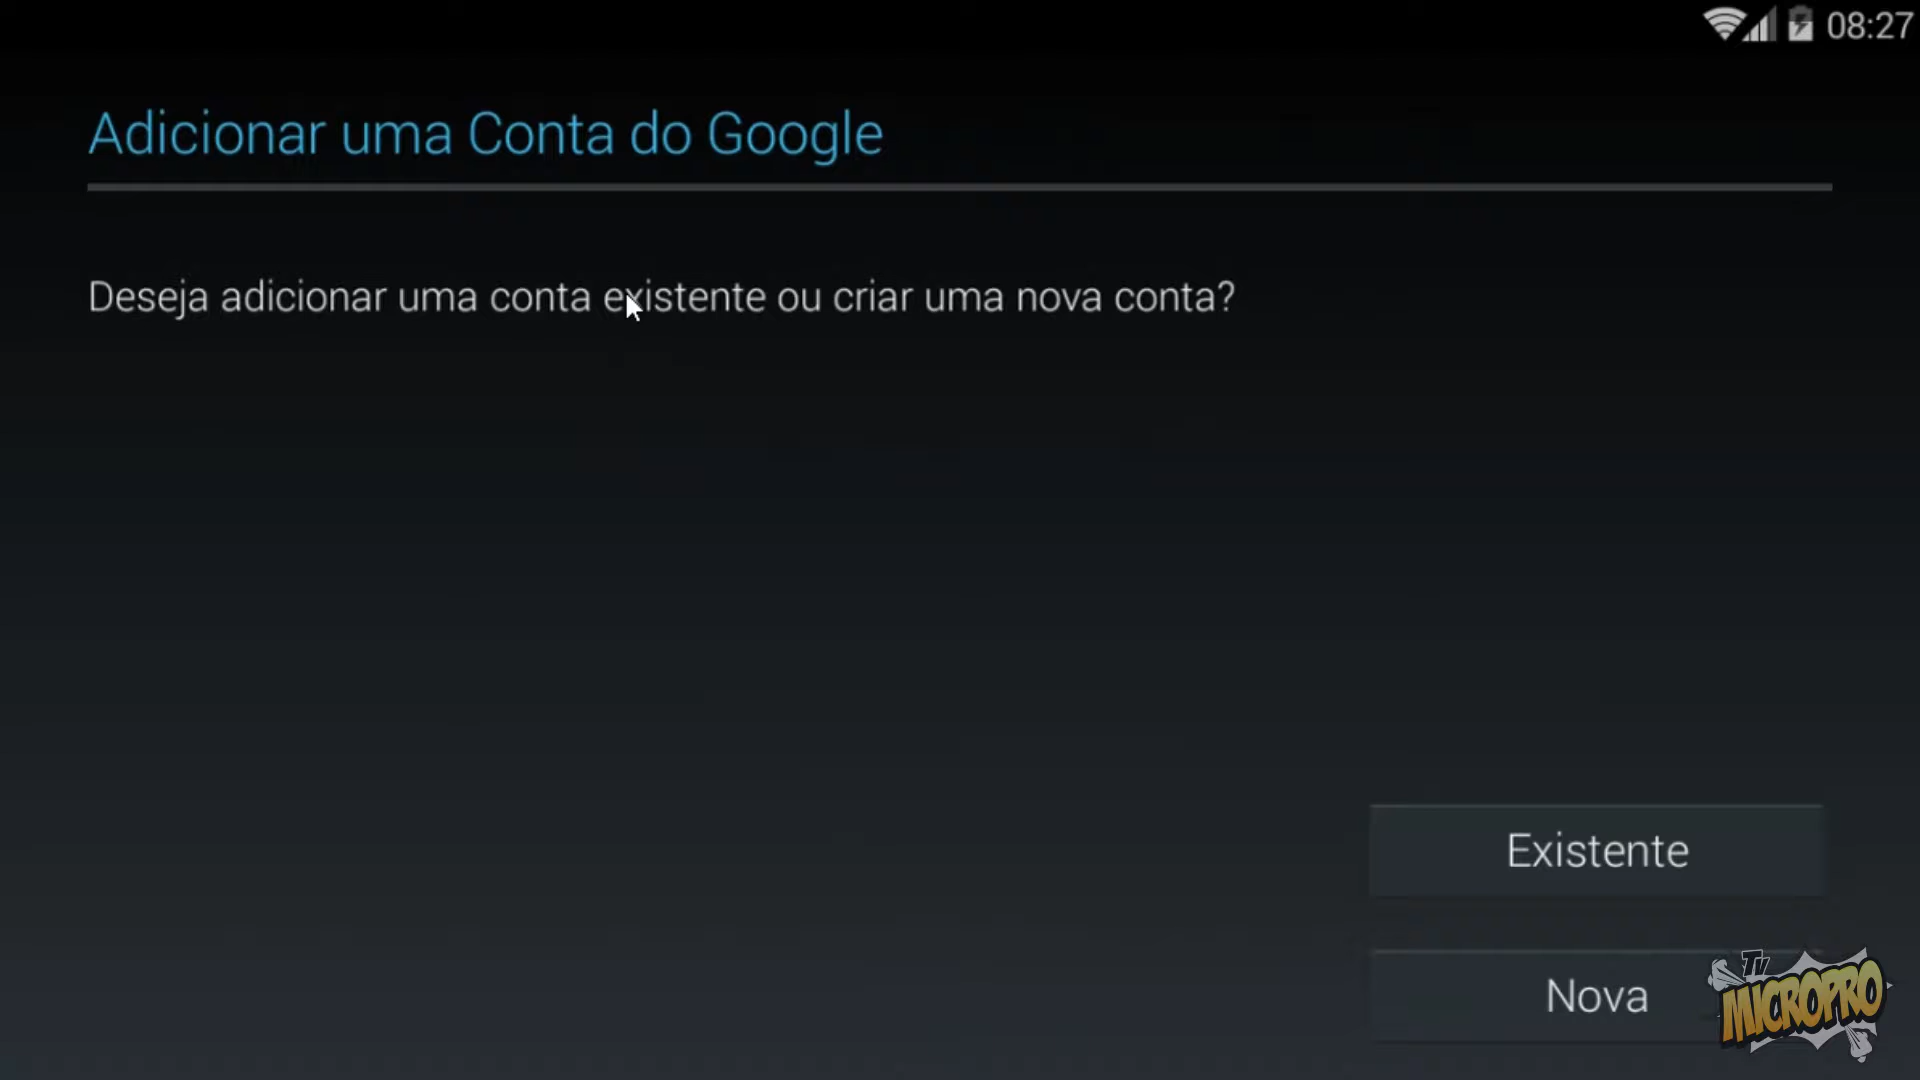 08:27
Adicionar uma Conta do Google
Deseja adicionar uma conta existente ou criar uma nova conta?
Existente
Nova
TV
MICROPRO